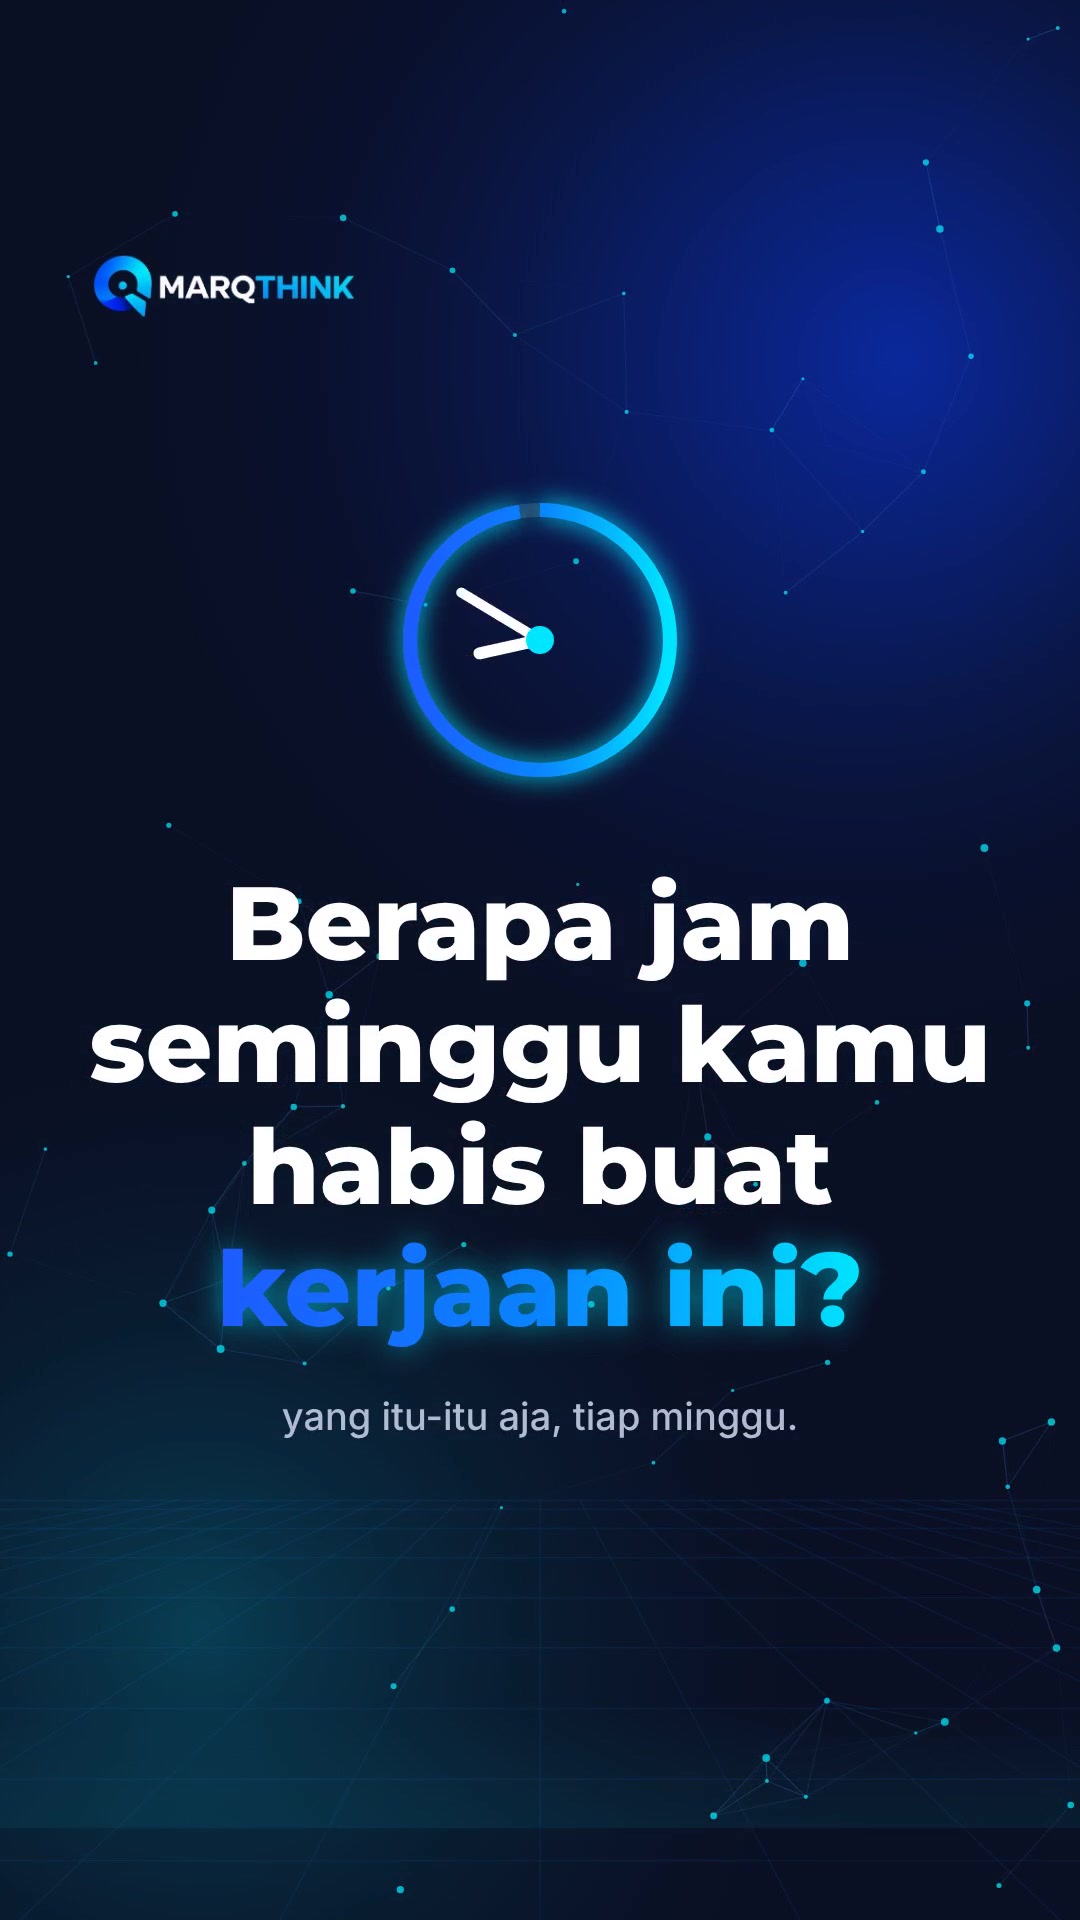 MARQTHINK
Berapa jam
seminggu kamu
habis buat
kerjaan ini?
yang itu-itu aja, tiap minggu.